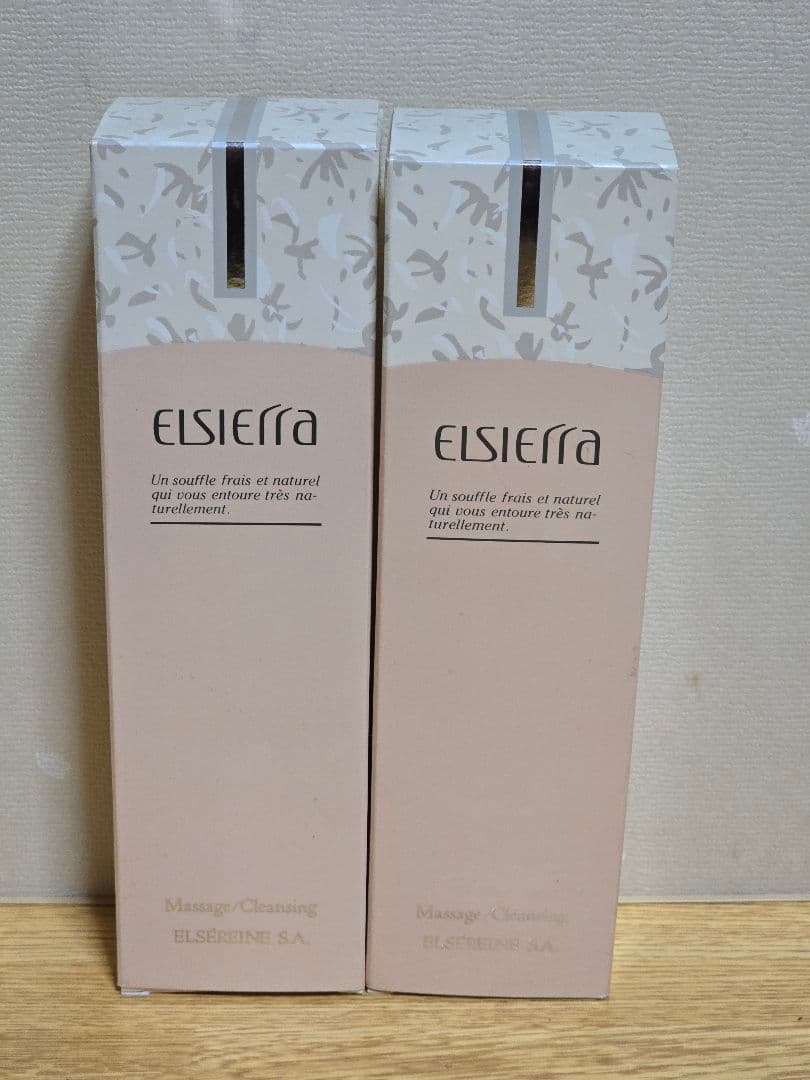 ELSIErra
Un souffle frais et naturel
qui vous entoure très na-
turellement.
Massage/Cleansing
ELSEREINE S.A.
ELSIErra
Un souffle frais et naturel
qui vous entoure très na-
turellement.
Massage/Cleansing
ELSEREINE S.A.